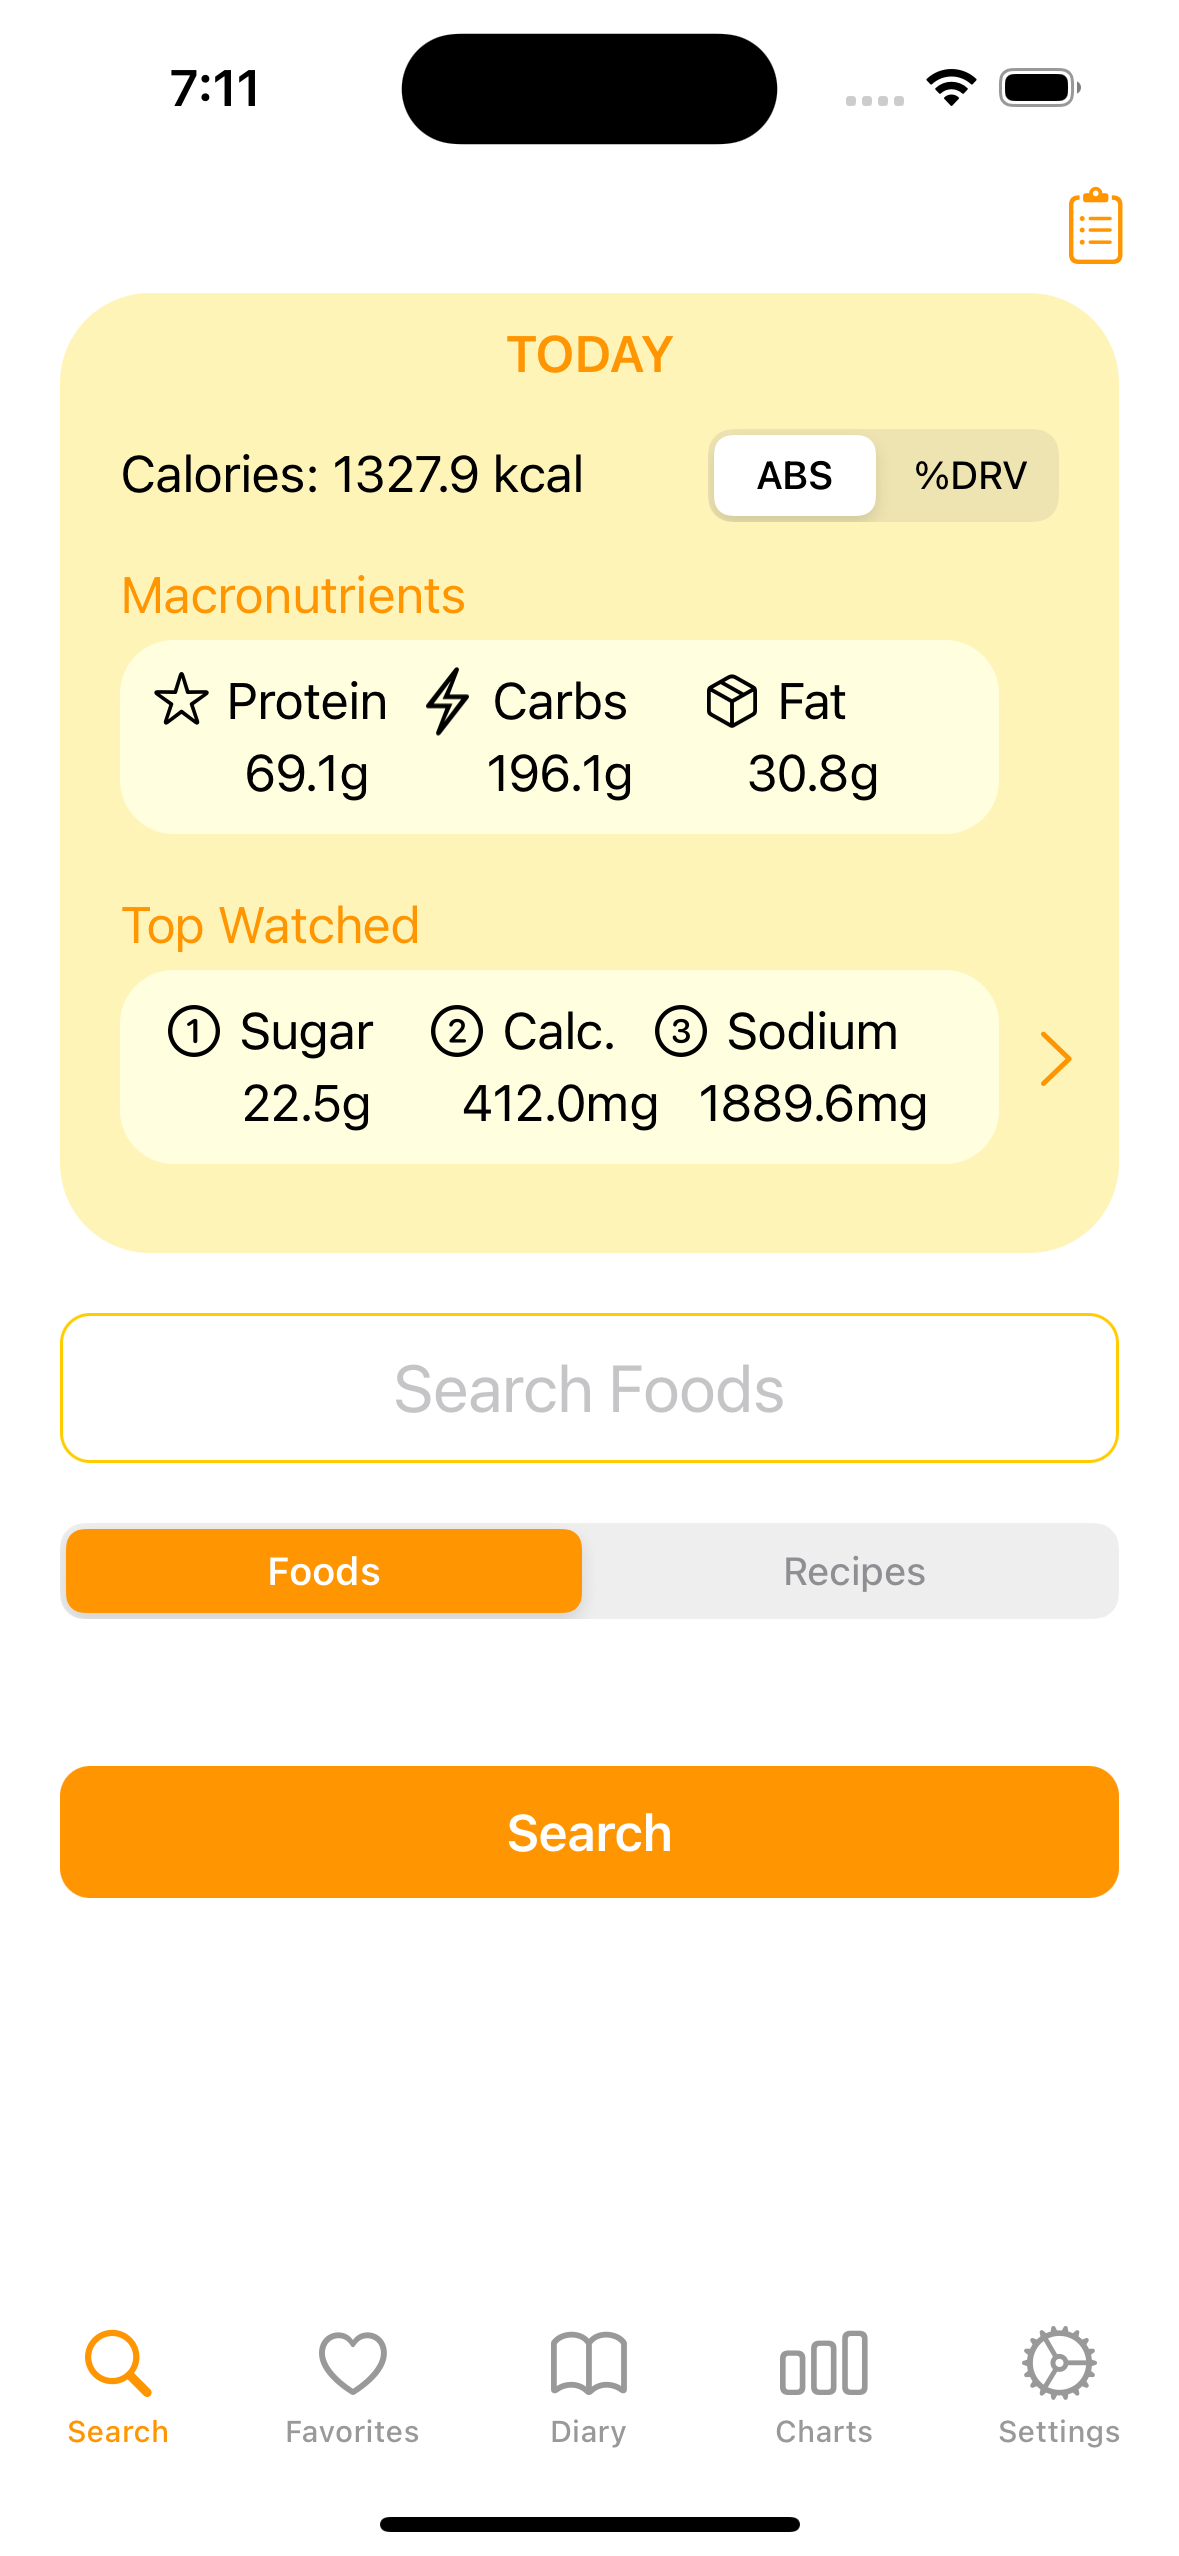 7:11
TODAY
Calories: 1327.9 kcal ABS %DRV
Macronutrients
Protein Carbs Fat
69.1g 196.1g 30.8g
Top Watched
1 Sugar 2 Calc. 3 Sodium
22.5g 412.0mg 1889.6mg
Search Foods
Foods Recipes
Search
Search Favorites Diary Charts Settings